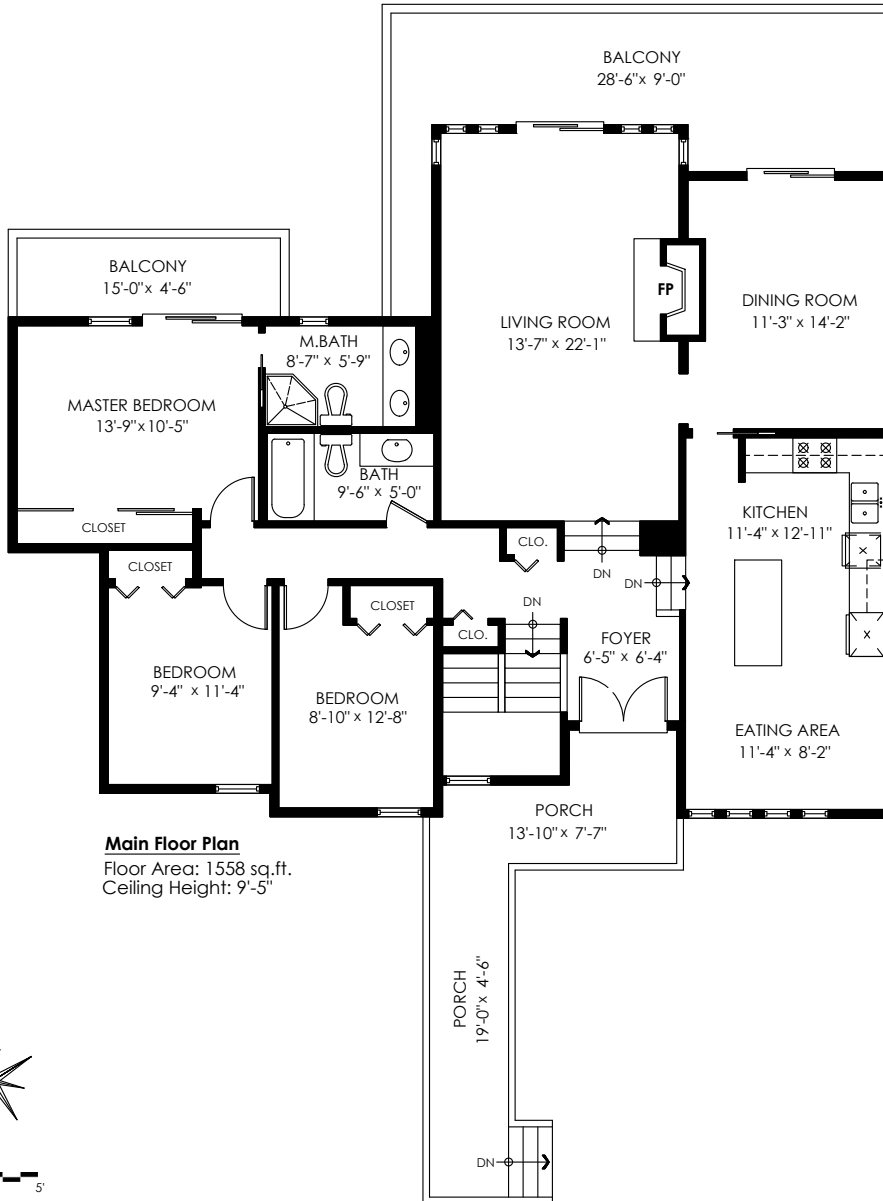 BALCONY
28'-6"x 9'-0"
BALCONY
15'-0"x 4'-6"
FP
LIVING ROOM
13'-7" x 22'-1"
DINING ROOM
11'-3" x 14'-2"
M.BATH
8'-7" x 5'-9"
MASTER BEDROOM
13'-9"x10'-5"
BATH
9'-6" x 5'-0"
CLOSET
KITCHEN
11'-4" x 12'-11"
CLO.
DN
DN
CLOSET
CLOSET
DN
CLO.
FOYER
6'-5" x 6'-4"
BEDROOM
9'-4" x 11'-4"
BEDROOM
8'-10" x 12'-8"
EATING AREA
11'-4" x 8'-2"
PORCH
13'-10"x 7'-7"
Main Floor Plan
Floor Area: 1558 sq.ft.
Ceiling Height: 9'-5"
PORCH
19'-0"x 4'-6"
DN
5'